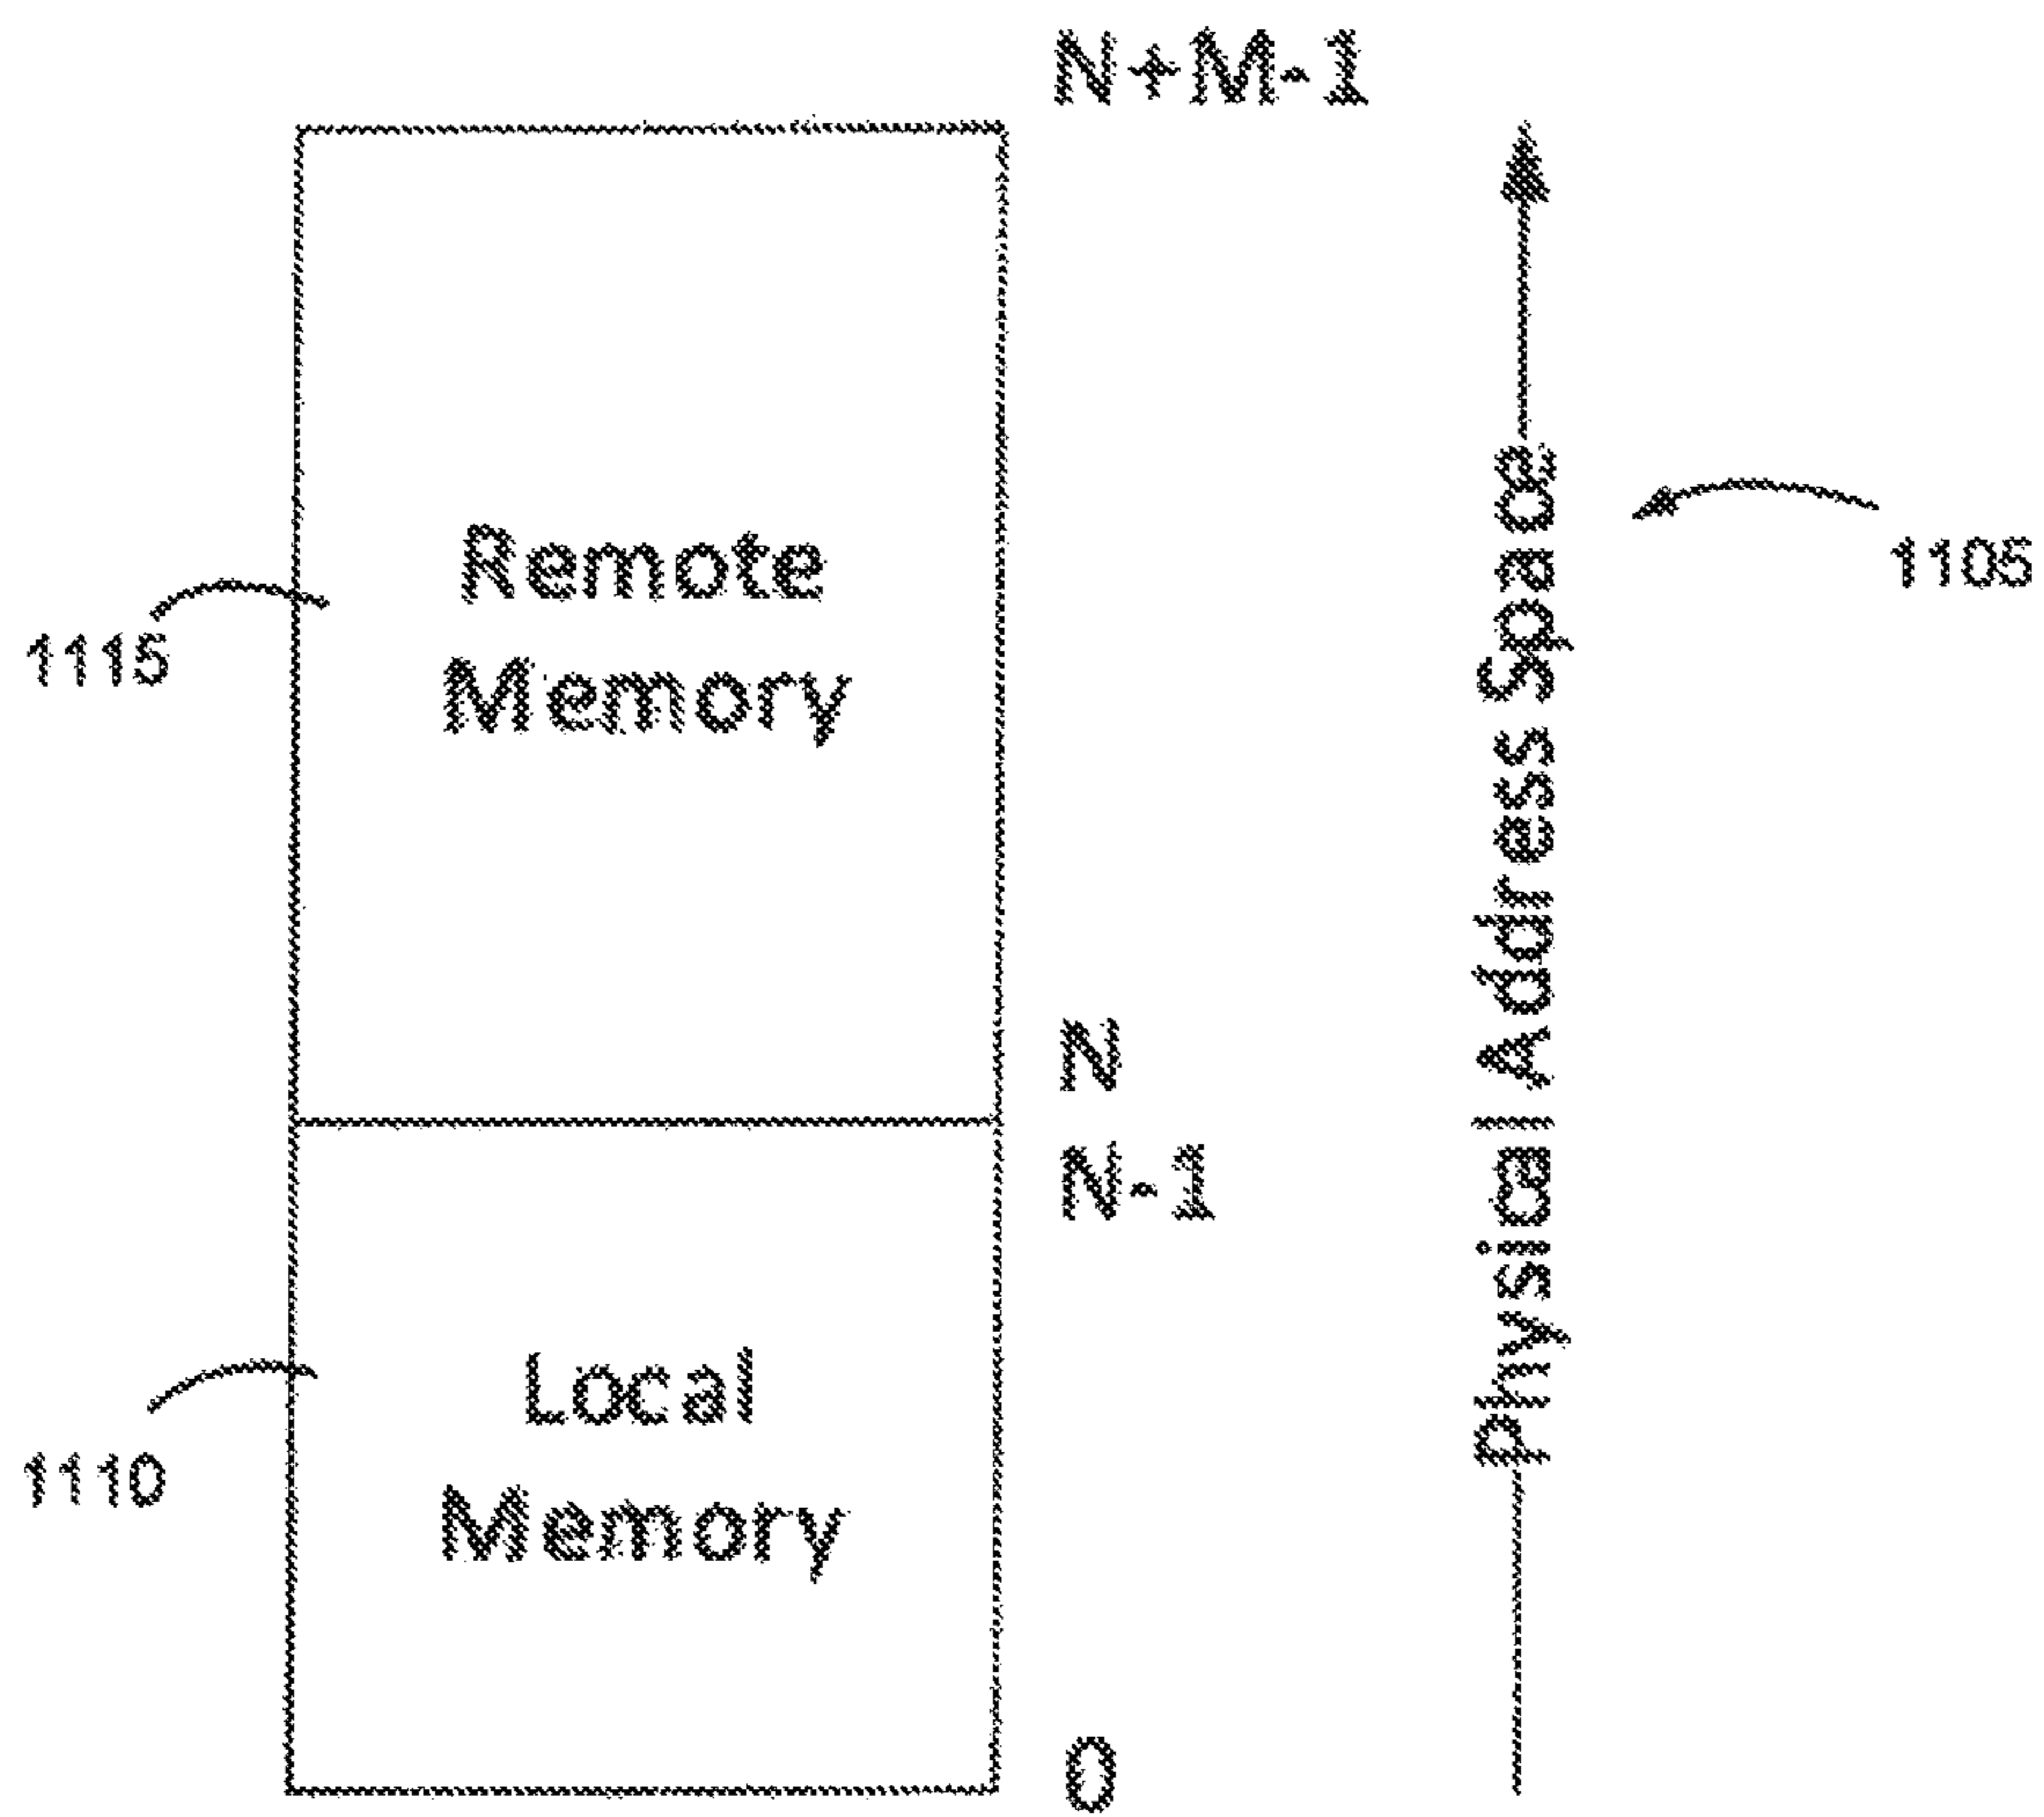 N+M-1
Remote
Memory
1115
N
N-1
Local
Memory
1110
0
Physical Address Space
1105